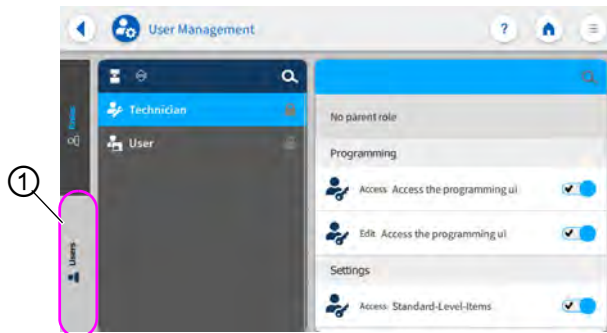 User Management
?
Roles
Users
1
Technician
User
No parent role
Programming
Access Access the programming ui
Edit Access the programming ui
Settings
Access Standard-Level-Items